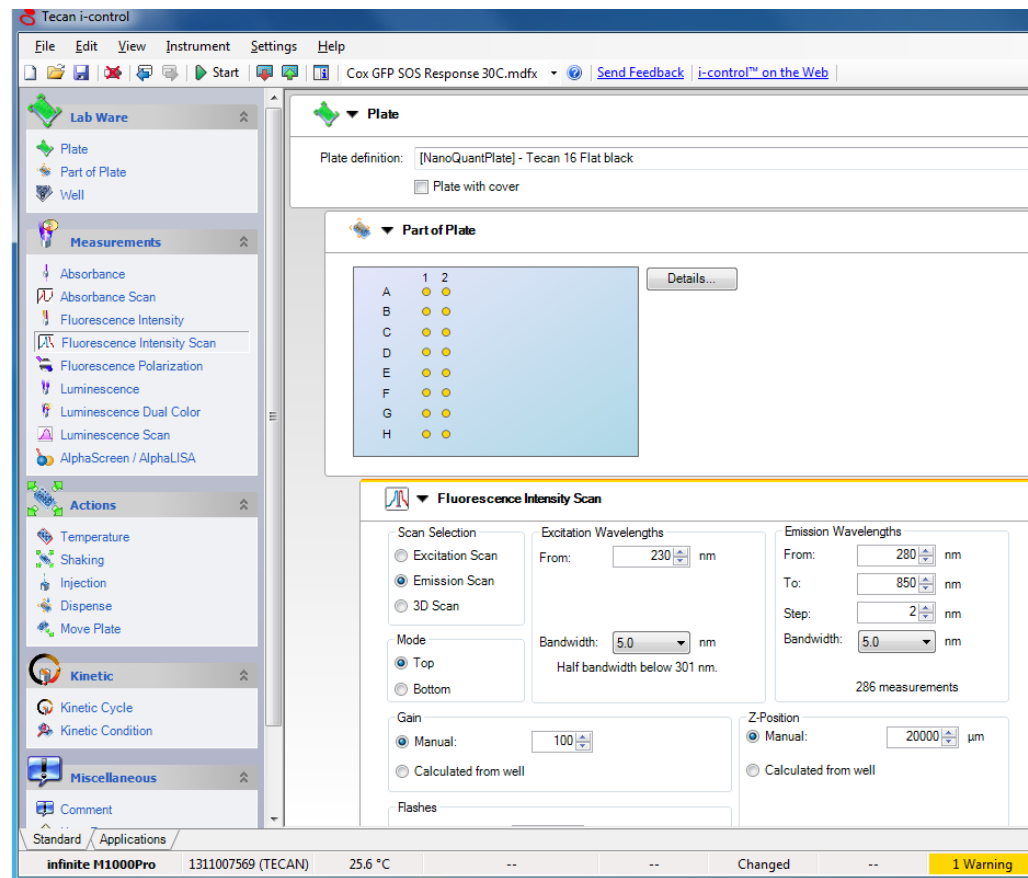 Tecan i-control
File Edit View Instrument Settings Help
Start Cox GFP SOS Response 30C.mdfx Send Feedback i-control™ on the Web
Lab Ware
Plate
Part of Plate
Well
Measurements
Absorbance
Absorbance Scan
Fluorescence Intensity
Fluorescence Intensity Scan
Fluorescence Polarization
Luminescence
Luminescence Dual Color
Luminescence Scan
AlphaScreen / AlphaLISA
Actions
Temperature
Shaking
Injection
Dispense
Move Plate
Kinetic
Kinetic Cycle
Kinetic Condition
Miscellaneous
Comment
Standard Applications
Plate
Plate definition: [NanoQuantPlate] - Tecan 16 Flat black
Plate with cover
Part of Plate
1 2
A
B
C
D
E
F
G
H
Details...
Fluorescence Intensity Scan
Scan Selection
Excitation Scan
Emission Scan
3D Scan
Mode
Top
Bottom
Excitation Wavelengths
From: 230 nm
Bandwidth: 5.0 nm
Half bandwidth below 301 nm.
Emission Wavelengths
From: 280 nm
To: 850 nm
Step: 2 nm
Bandwidth: 5.0 nm
286 measurements
Gain
Manual: 100
Calculated from well
Z-Position
Manual: 20000 µm
Calculated from well
Flashes
infinite M1000Pro 1311007569 (TECAN) 25.6 °C -- -- Changed -- 1 Warning